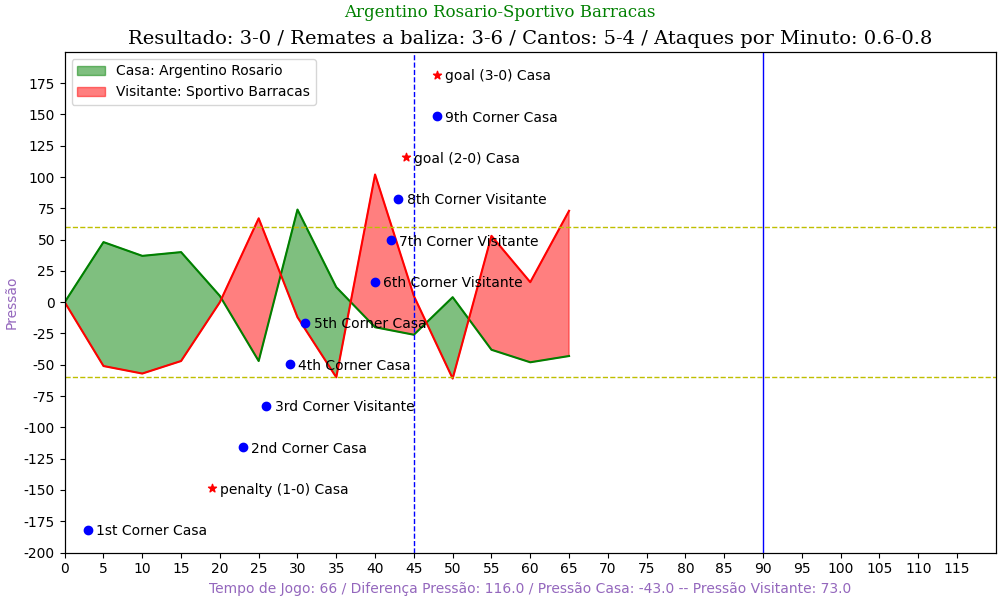 Argentino Rosario-Sportivo Barracas
Resultado: 3-0 / Remates a baliza: 3-6 / Cantos: 5-4 / Ataques por Minuto: 0.6-0.8
Casa: Argentino Rosario
Visitante: Sportivo Barracas
goal (3-0) Casa
9th Corner Casa
goal (2-0) Casa
8th Corner Visitante
7th Corner Visitante
6th Corner Visitante
5th Corner Casa
4th Corner Casa
3rd Corner Visitante
2nd Corner Casa
penalty (1-0) Casa
1st Corner Casa
Pressão
175
150
125
100
75
50
25
0
-25
-50
-75
-100
-125
-150
-175
-200
0 5 10 15 20 25 30 35 40 45 50 55 60 65 70 75 80 85 90 95 100 105 110 115
Tempo de Jogo: 66 / Diferença Pressão: 116.0 / Pressão Casa: -43.0 -- Pressão Visitante: 73.0